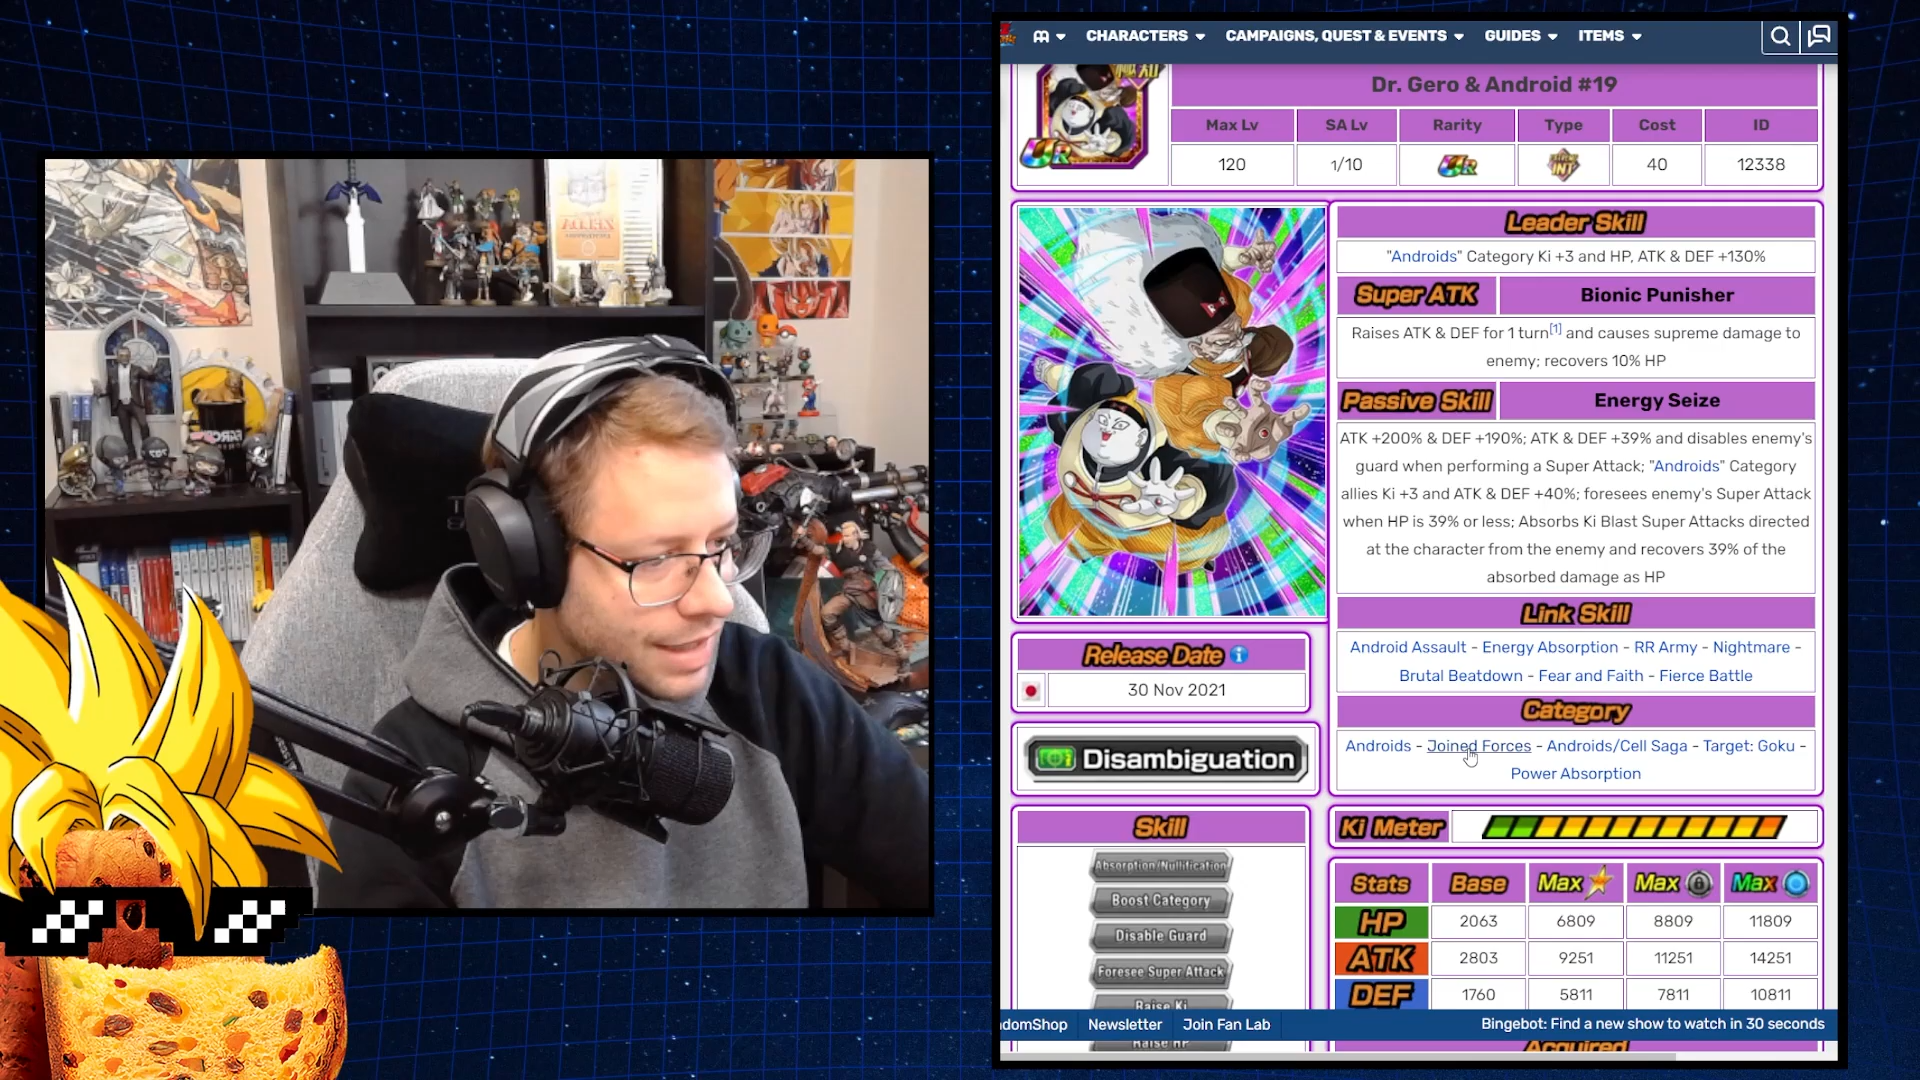 CHARACTERS
CAMPAIGNS, QUEST & EVENTS
GUIDES
ITEMS
Dr. Gero & Android #19
Max Lv
SA Lv
Rarity
Type
Cost
ID
120
1/10
UR
INT
40
12338
UR
Leader Skill
"Androids" Category Ki +3 and HP, ATK & DEF +130%
Super ATK
Bionic Punisher
Raises ATK & DEF for 1 turn[1] and causes supreme damage to
enemy; recovers 10% HP
Passive Skill
Energy Seize
ATK +200% & DEF +190%; ATK & DEF +39% and disables enemy's
guard when performing a Super Attack; "Androids" Category
allies Ki +3 and ATK & DEF +40%; foresees enemy's Super Attack
when HP is 39% or less; Absorbs Ki Blast Super Attacks directed
at the character from the enemy and recovers 39% of the
absorbed damage as HP
Link Skill
Android Assault - Energy Absorption - RR Army - Nightmare -
Brutal Beatdown - Fear and Faith - Fierce Battle
Category
Androids - Joined Forces - Androids/Cell Saga - Target: Goku -
Power Absorption
Release Date
30 Nov 2021
Disambiguation
Skill
Absorption/Nullification
Boost Category
Disable Guard
Foresee Super Attack
Raise Ki
Raise HP
Ki Meter
Stats
Base
Max
Max
Max
HP
2063
6809
8809
11809
ATK
2803
9251
11251
14251
DEF
1760
5811
7811
10811
domShop
Newsletter
Join Fan Lab
Bingebot: Find a new show to watch in 30 seconds
Acquired